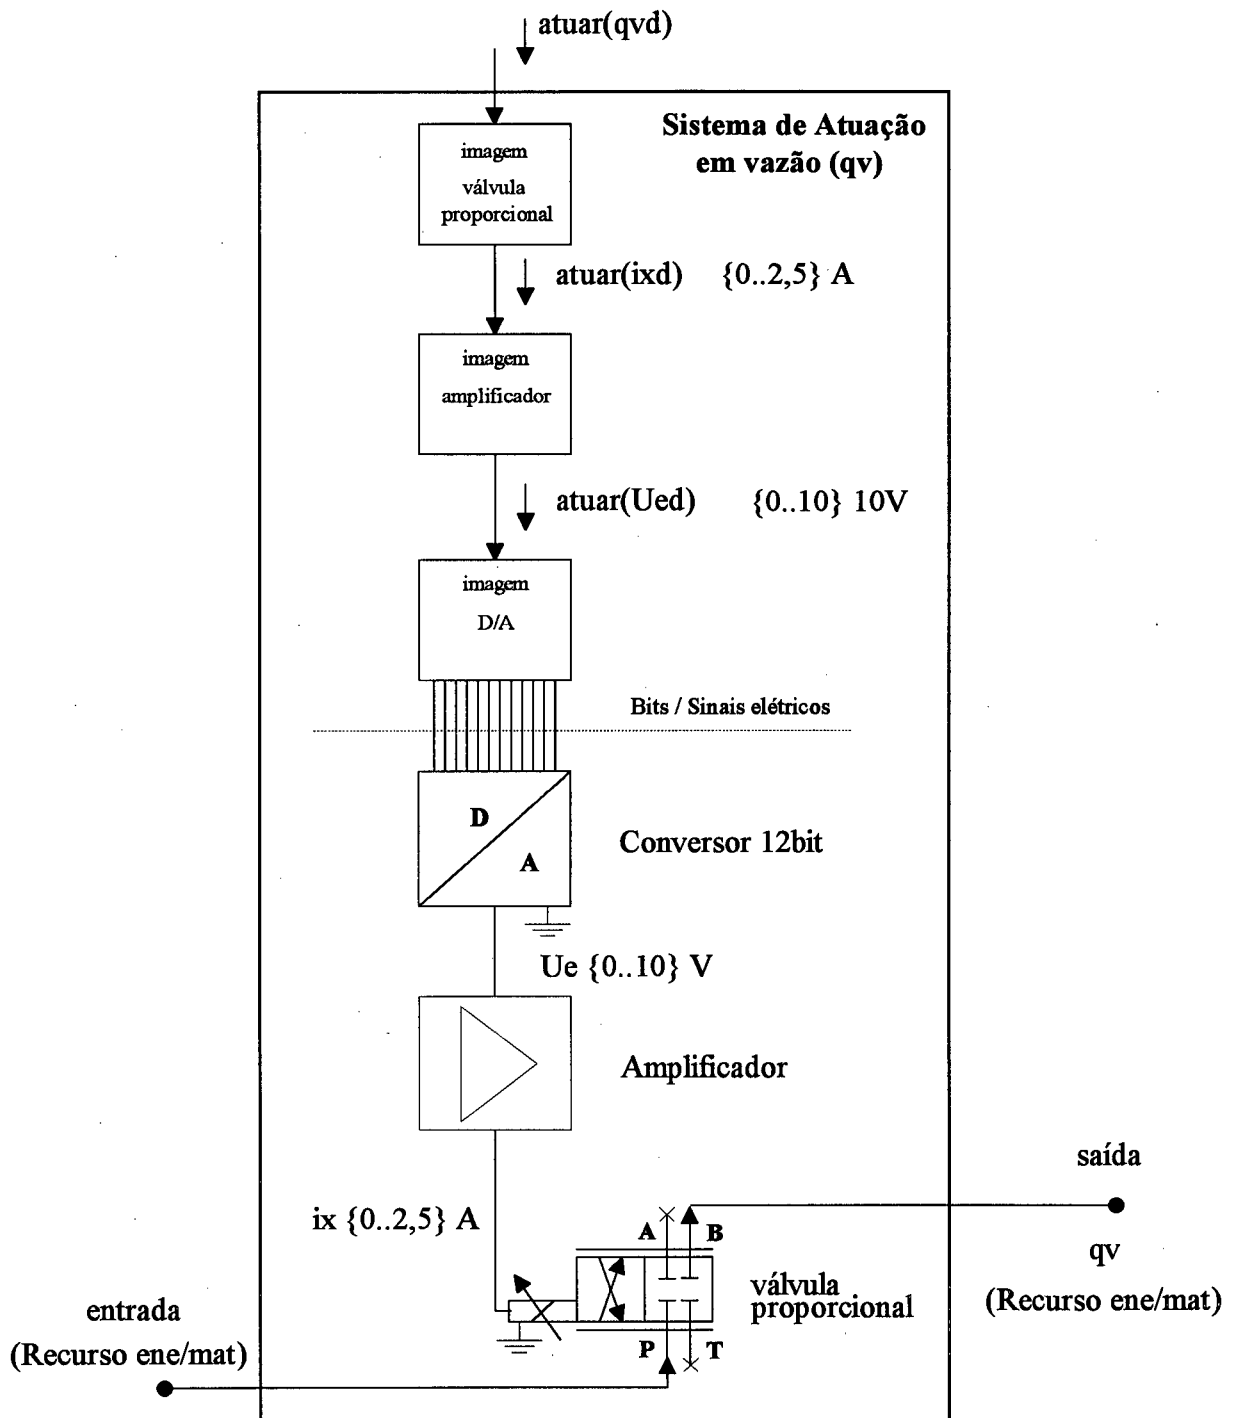 atuar(qvd)
Sistema de Atuação
em vazão (qv)
imagem
válvula
proporcional
atuar(ixd) {0..2,5} A
imagem
amplificador
atuar(Ued) {0..10} 10V
imagem
D/A
Bits / Sinais elétricos
D
A
Conversor 12bit
Ue {0..10} V
Amplificador
saída
ix {0..2,5} A
A B
qv
(Recurso ene/mat)
válvula
proporcional
entrada
(Recurso ene/mat)
P T